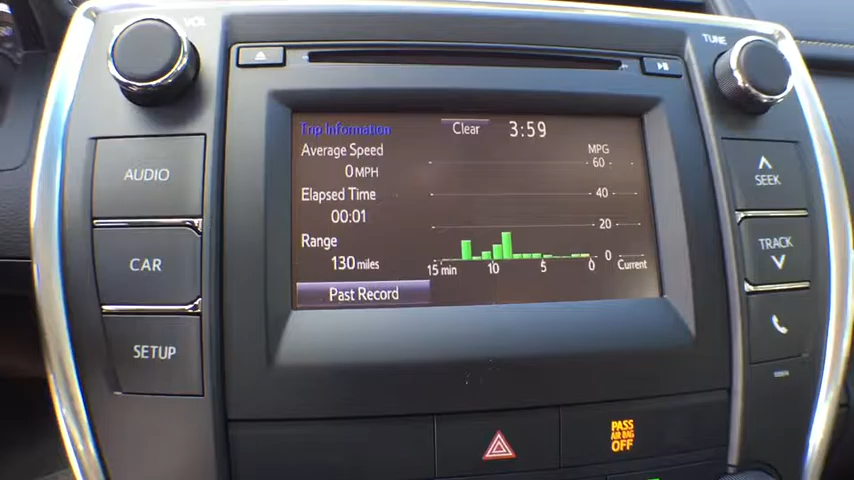 VOL
TUNE
AUDIO
CAR
SETUP
Trip Information
Clear
3:59
Average Speed
0 MPH
Elapsed Time
00:01
Range
130 miles
Past Record
MPG
60
40
20
0
15 min
10
5
0
Current
SEEK
TRACK
PASS
AIR BAG
OFF